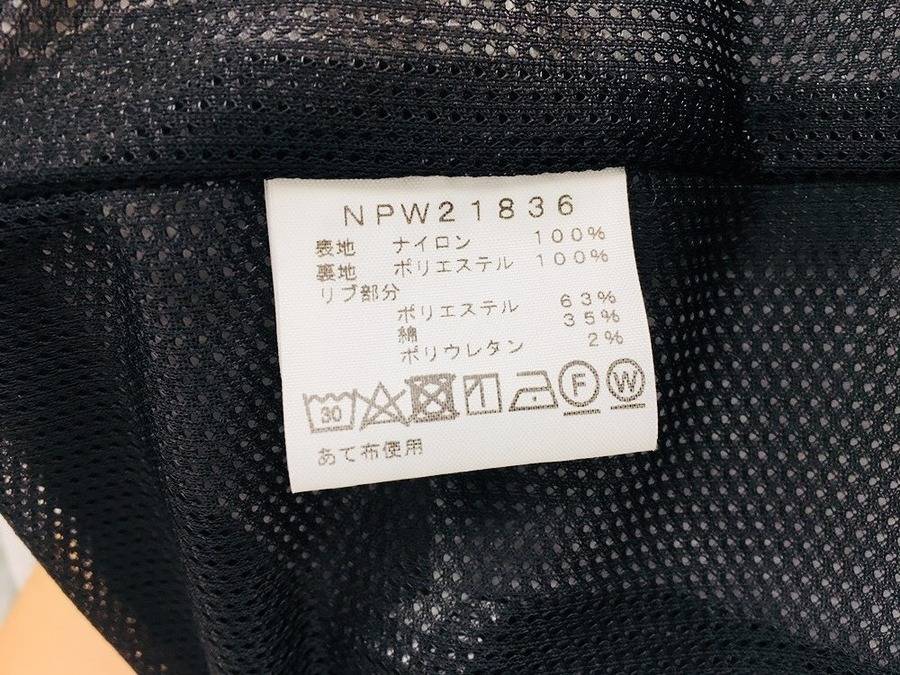 NPW21836
表地 ナイロン 100%
裏地 ポリエステル 100%
リブ部分
ポリエステル 63%
綿 35%
ポリウレタン 2%
30 F W
あて布使用